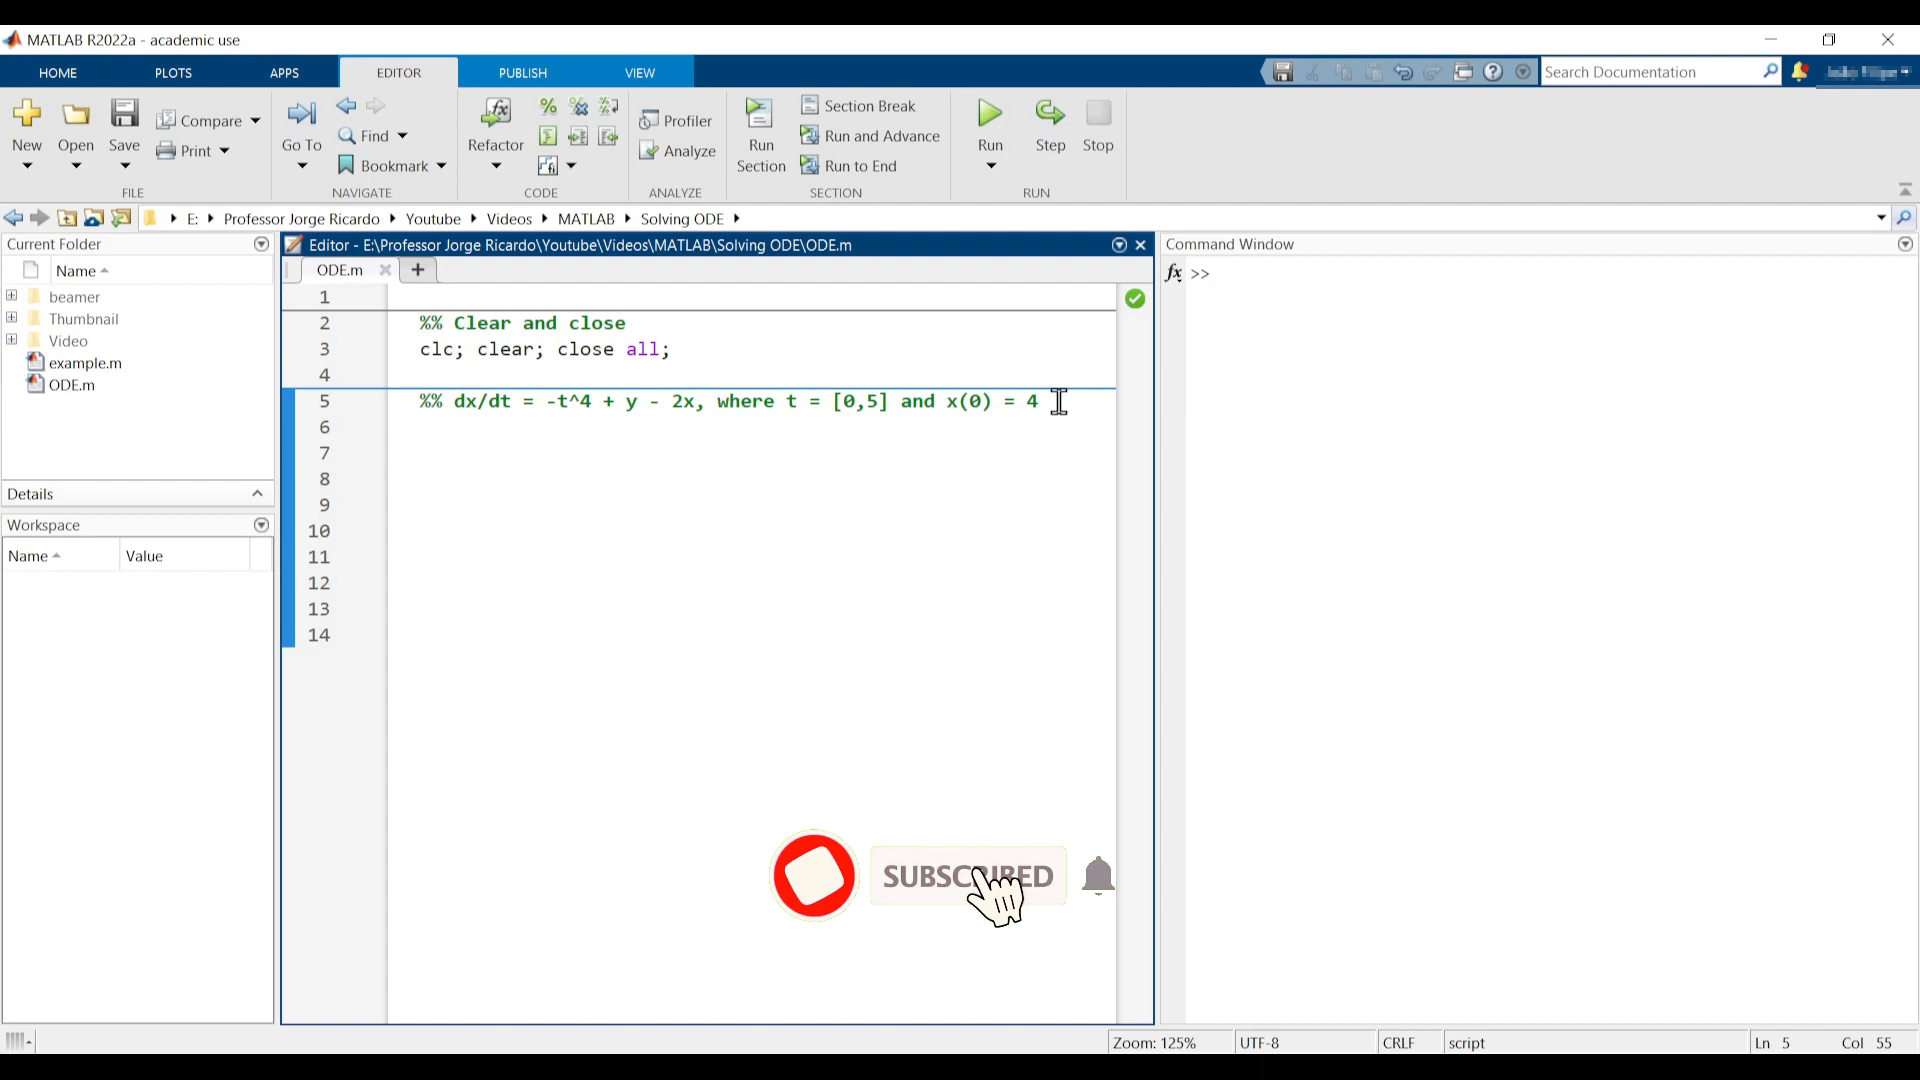 MATLAB R2022a - academic use
HOME PLOTS APPS EDITOR PUBLISH VIEW Search Documentation
New Open Save Compare Print
FILE
Go To Find Bookmark
NAVIGATE
Refactor
CODE
Profiler Analyze
ANALYZE
Run Section Section Break Run and Advance Run to End
SECTION
Run Step Stop
RUN
E: Professor Jorge Ricardo Youtube Videos MATLAB Solving ODE
Current Folder
Name
beamer
Thumbnail
Video
example.m
ODE.m
Details
Workspace
Name Value
Editor - E:\Professor Jorge Ricardo\Youtube\Videos\MATLAB\Solving ODE\ODE.m
ODE.m
1
2 %% Clear and close
3 clc; clear; close all;
4
5 %% dx/dt = -t^4 + y - 2x, where t = [0,5] and x(0) = 4
6
7
8
9
10
11
12
13
14
SUBSCRIBED
Command Window
fx >>
Zoom: 125% UTF-8 CRLF script Ln 5 Col 55